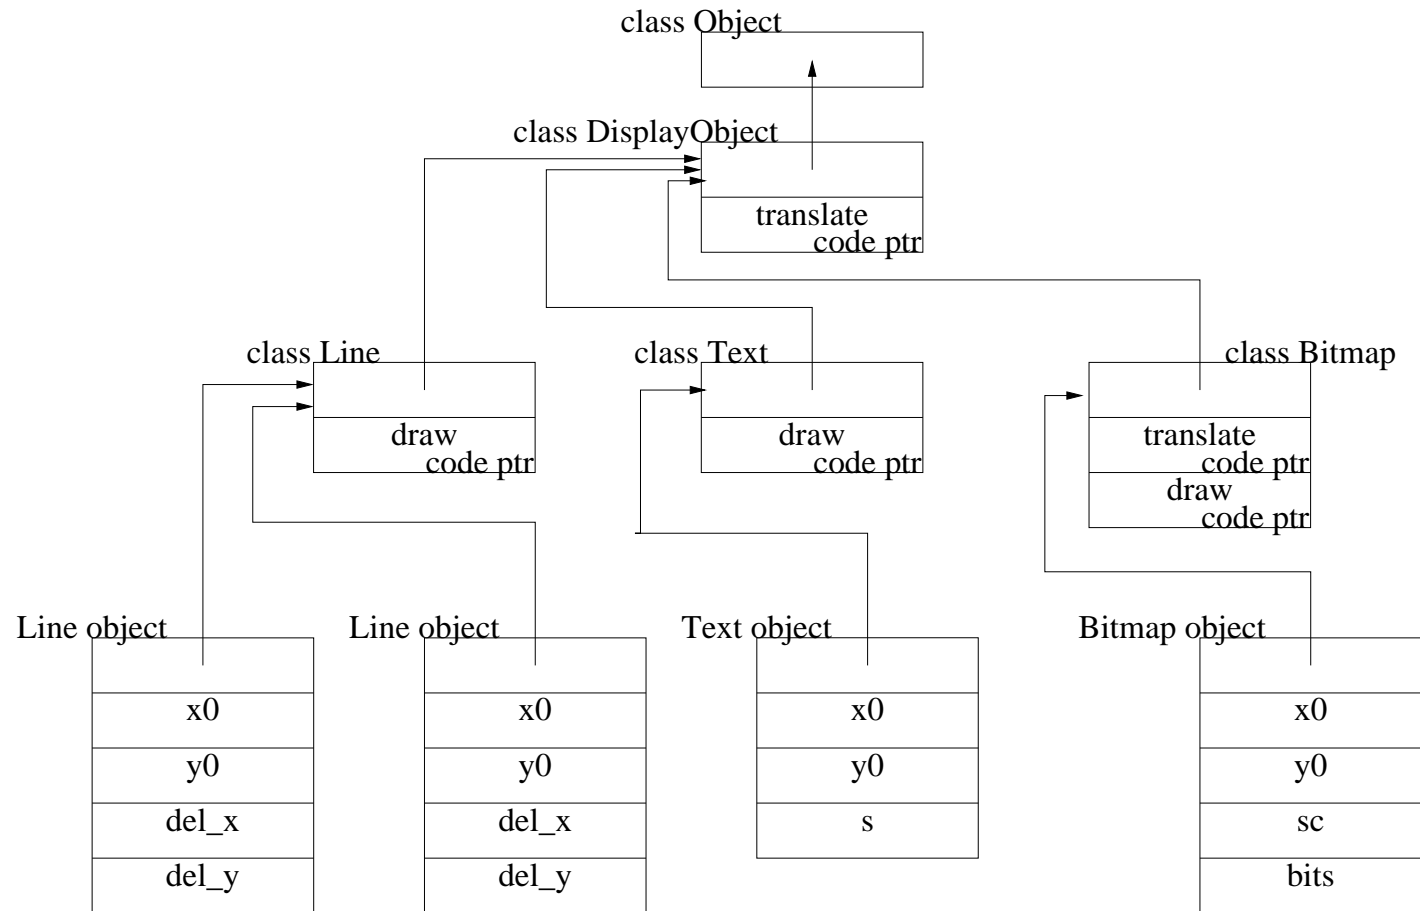 class Object
class DisplayObject
translate
code ptr
class Line
class Text
class Bitmap
draw
code ptr
draw
code ptr
translate
code ptr
draw
code ptr
Line object
Line object
Text object
Bitmap object
x0
x0
x0
x0
y0
y0
y0
y0
del_x
del_x
s
sc
del_y
del_y
bits